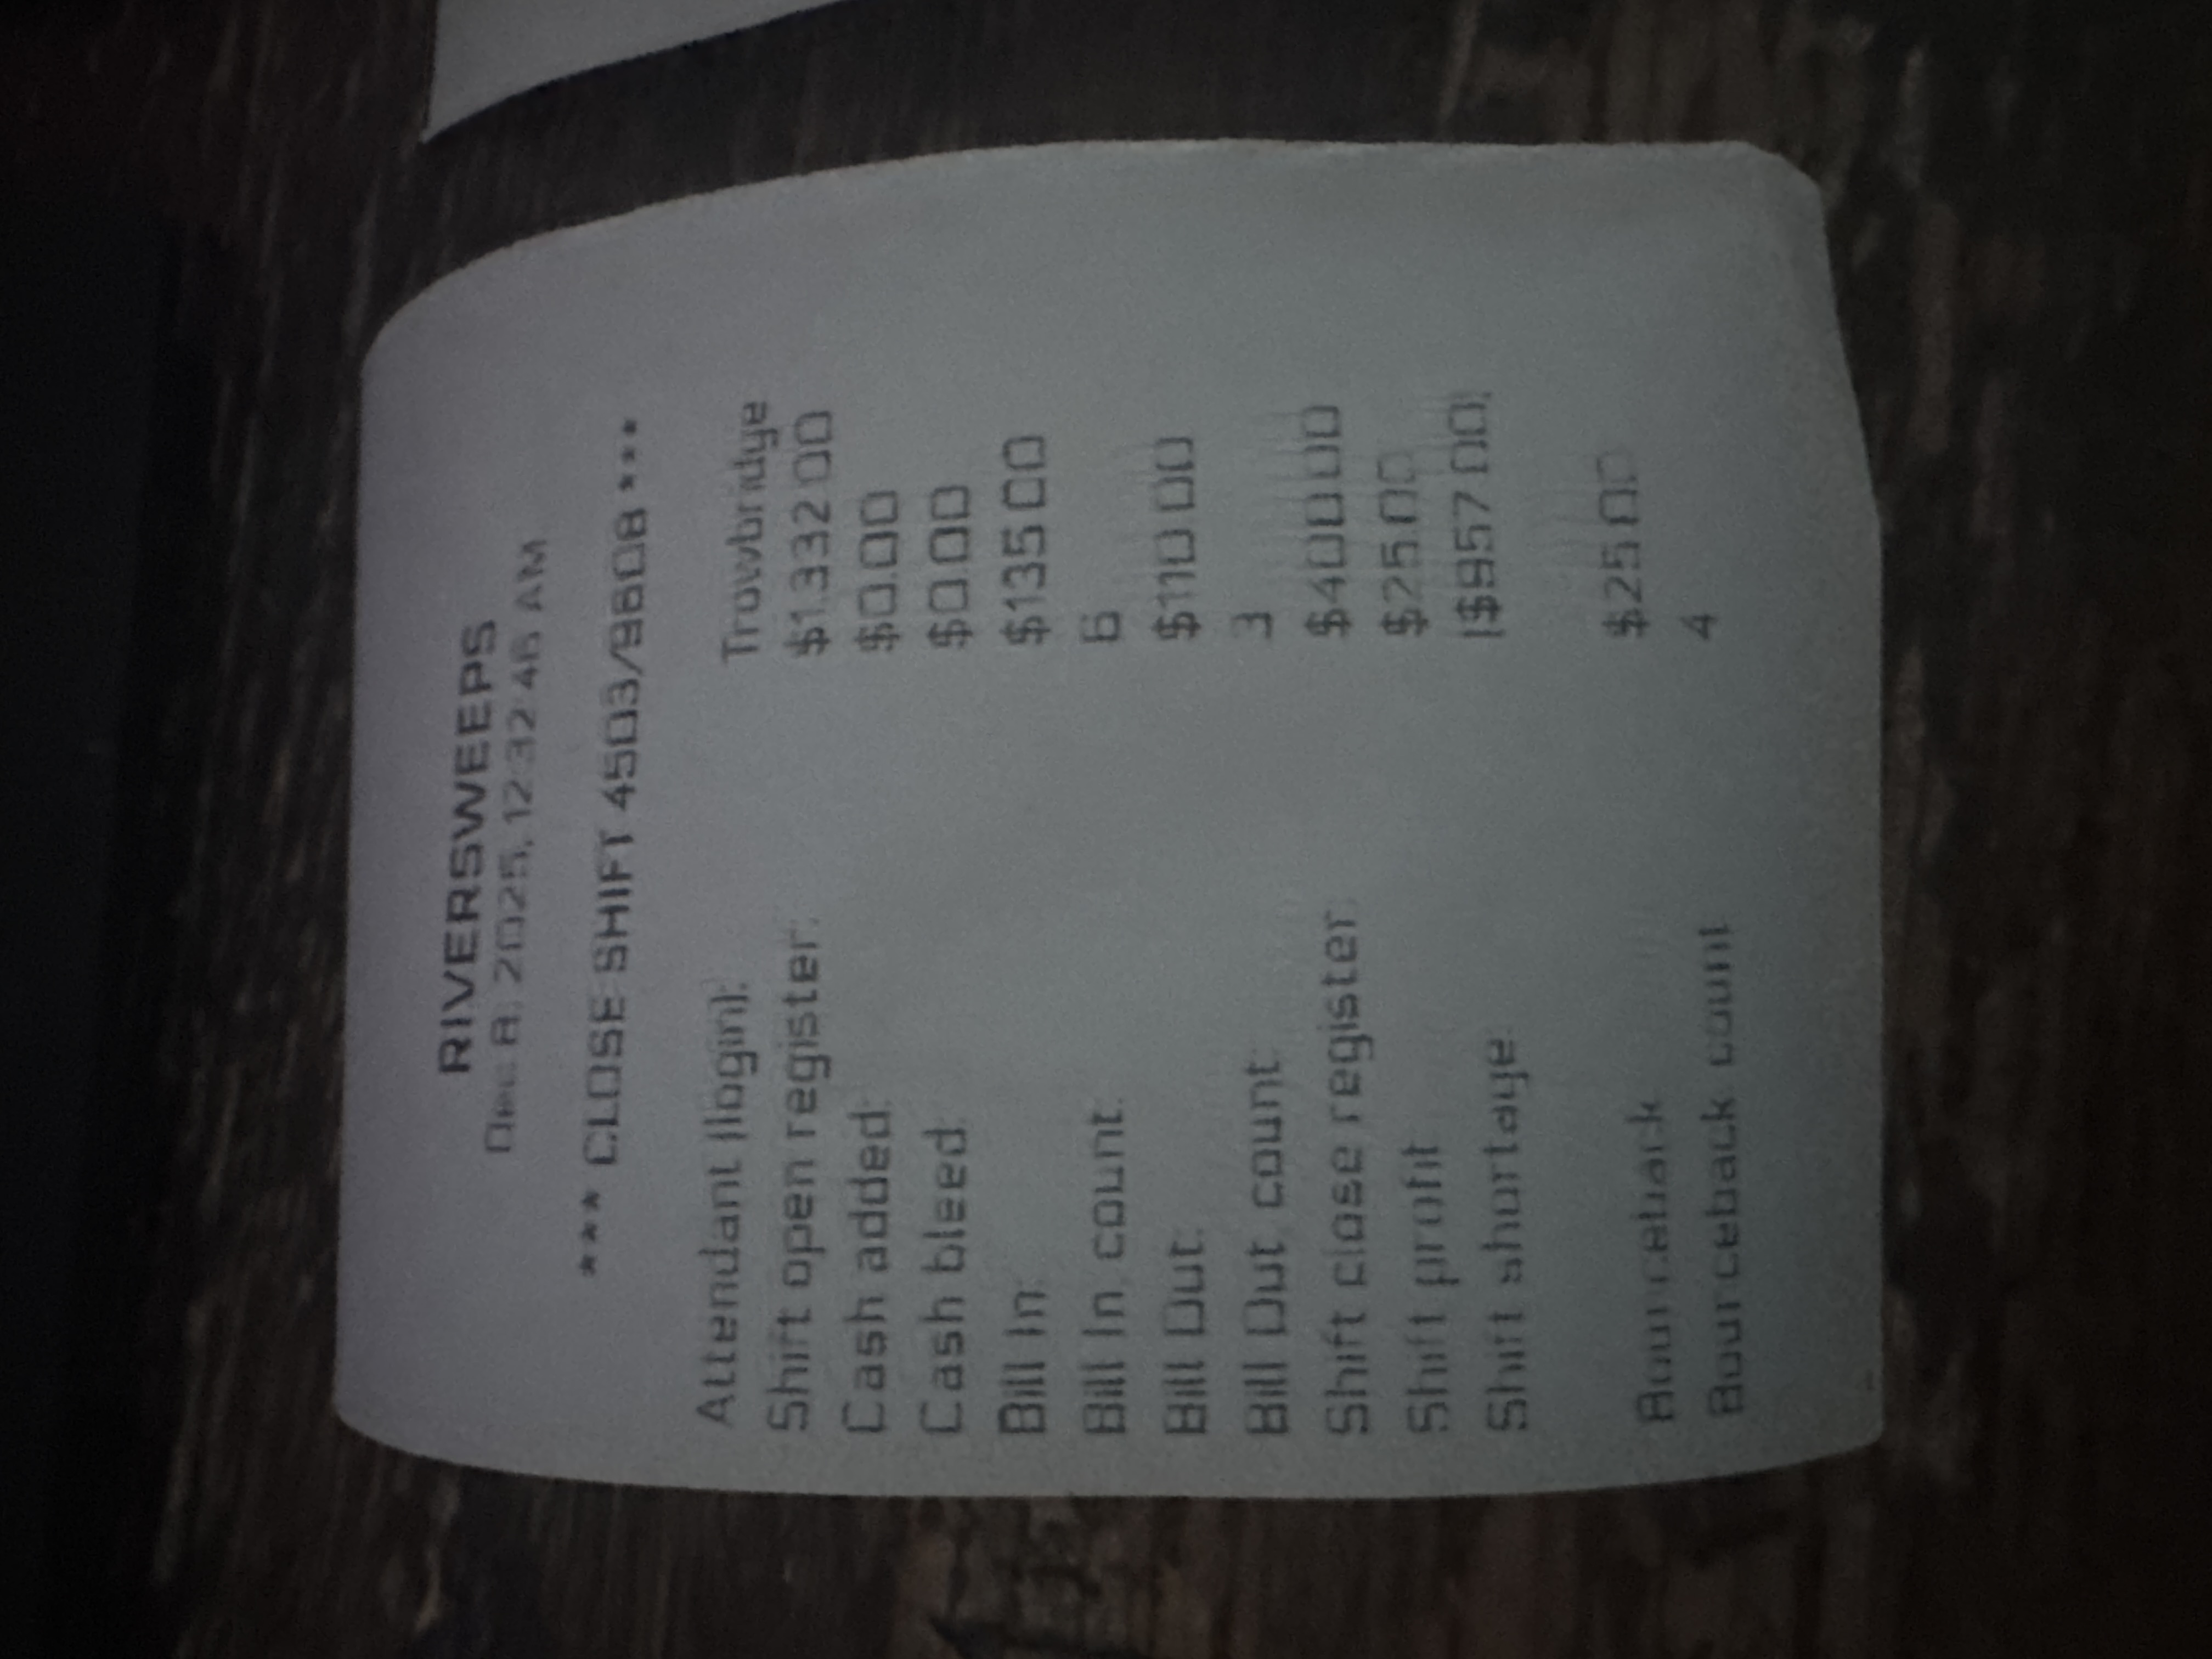 RIVERSWEEPS
Dec 8, 2025, 12:32:46 AM
*** CLOSE SHIFT 4503/9608 ***
Attendant (login): Trowbridge
Shift open register: $1,332.00
Cash added: $0.00
Cash bleed: $0.00
Bill In: $135.00
Bill In count: 6
Bill Out: $110.00
Bill Out count: 3
Shift close register: $400.00
Shift profit $25.00
Shift shortage: ($957.00)
Bounceback $25.00
Bounceback count 4